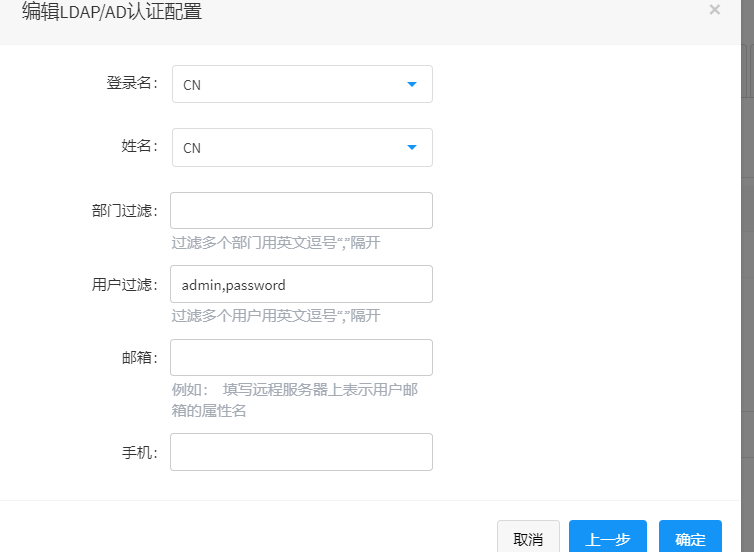 编辑LDAP/AD认证配置
×
登录名： CN
姓名： CN
部门过滤：
过滤多个部门用英文逗号“,”隔开
用户过滤： admin,password
过滤多个用户用英文逗号“,”隔开
邮箱：
例如： 填写远程服务器上表示用户邮
箱的属性名
手机：
取消 上一步 确定